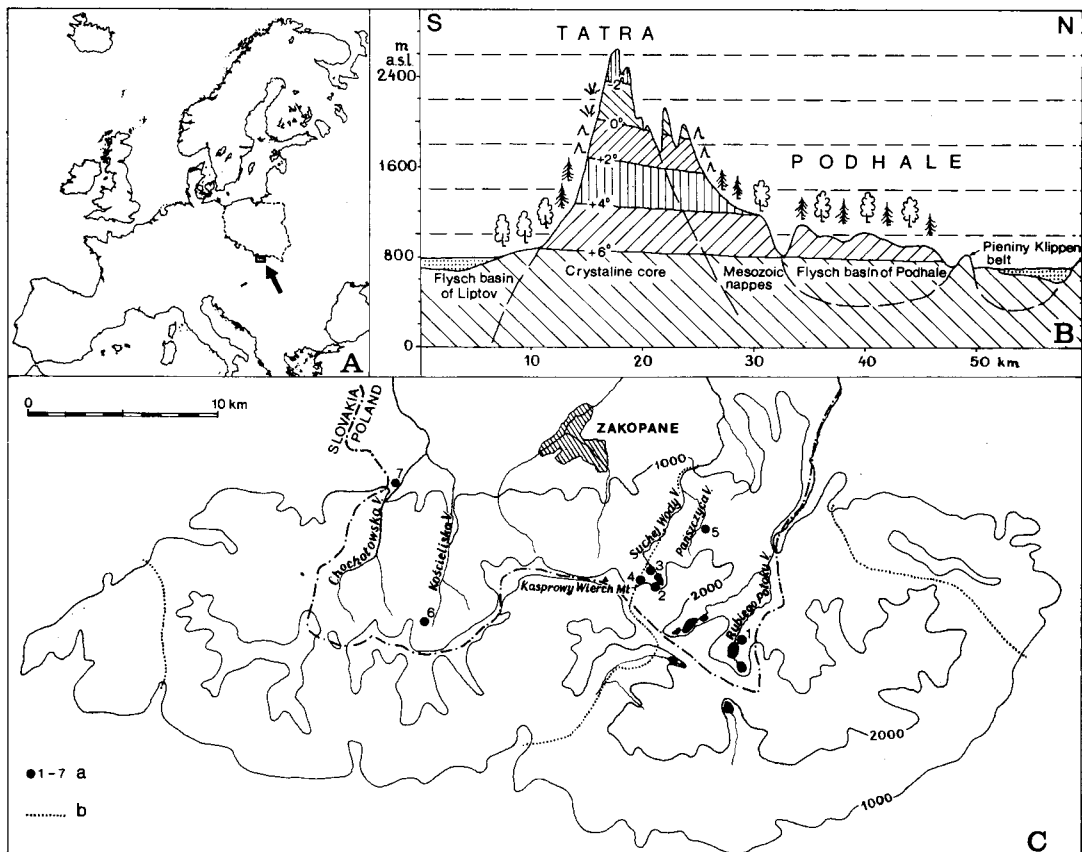 A
S
N
TATRA
m
a.s.l.
2400
1600
800
0
-2°
0°
+2°
+4°
+6°
PODHALE
Pieniny Klippen
belt
Flysch basin
of Liptov
Crystaline core
Mesozoic
nappes
Flysch basin of Podhale
10
20
30
40
50 km
B
0
10 km
SLOVAKIA
POLAND
ZAKOPANE
1000
7
Chochołowska V.
Kościeliska V.
6
Suchej Wody V.
Pańszczyca V.
5
3
4
2
Kasprowy Wierch Mt.
2000
Rybiego Potoku V.
1
2000
1000
1-7 a
b
C